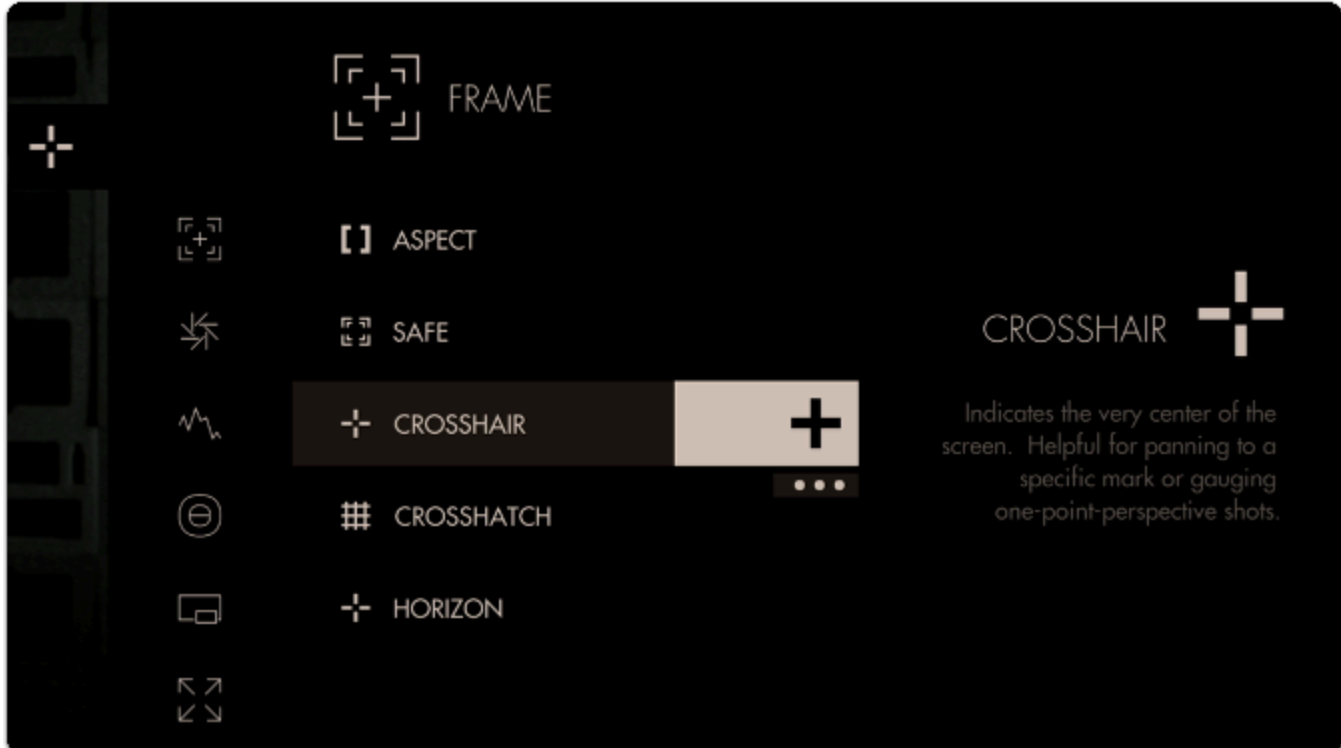 FRAME
ASPECT
SAFE
CROSSHAIR
CROSSHATCH
HORIZON
CROSSHAIR
Indicates the very center of the
screen.  Helpful for panning to a
specific mark or gauging
one-point-perspective shots.